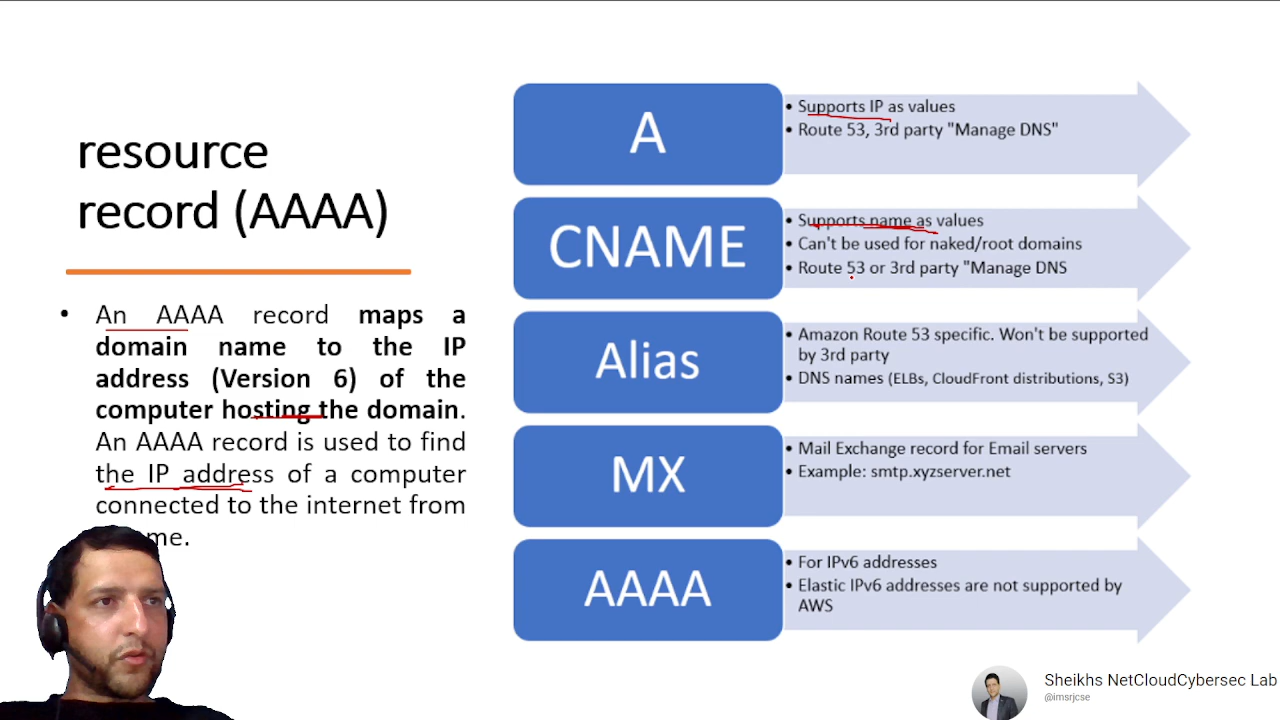 resource
record (AAAA)
• An AAAA record maps a
domain name to the IP
address (Version 6) of the
computer hosting the domain.
An AAAA record is used to find
the IP address of a computer
connected to the internet from
me.
A
• Supports IP as values
• Route 53, 3rd party "Manage DNS"
CNAME
• Supports name as values
• Can't be used for naked/root domains
• Route 53 or 3rd party "Manage DNS
Alias
• Amazon Route 53 specific. Won't be supported
by 3rd party
• DNS names (ELBs, CloudFront distributions, S3)
MX
• Mail Exchange record for Email servers
• Example: smtp.xyzserver.net
AAAA
• For IPv6 addresses
• Elastic IPv6 addresses are not supported by
AWS
Sheikhs NetCloudCybersec Lab
@imsrjcse